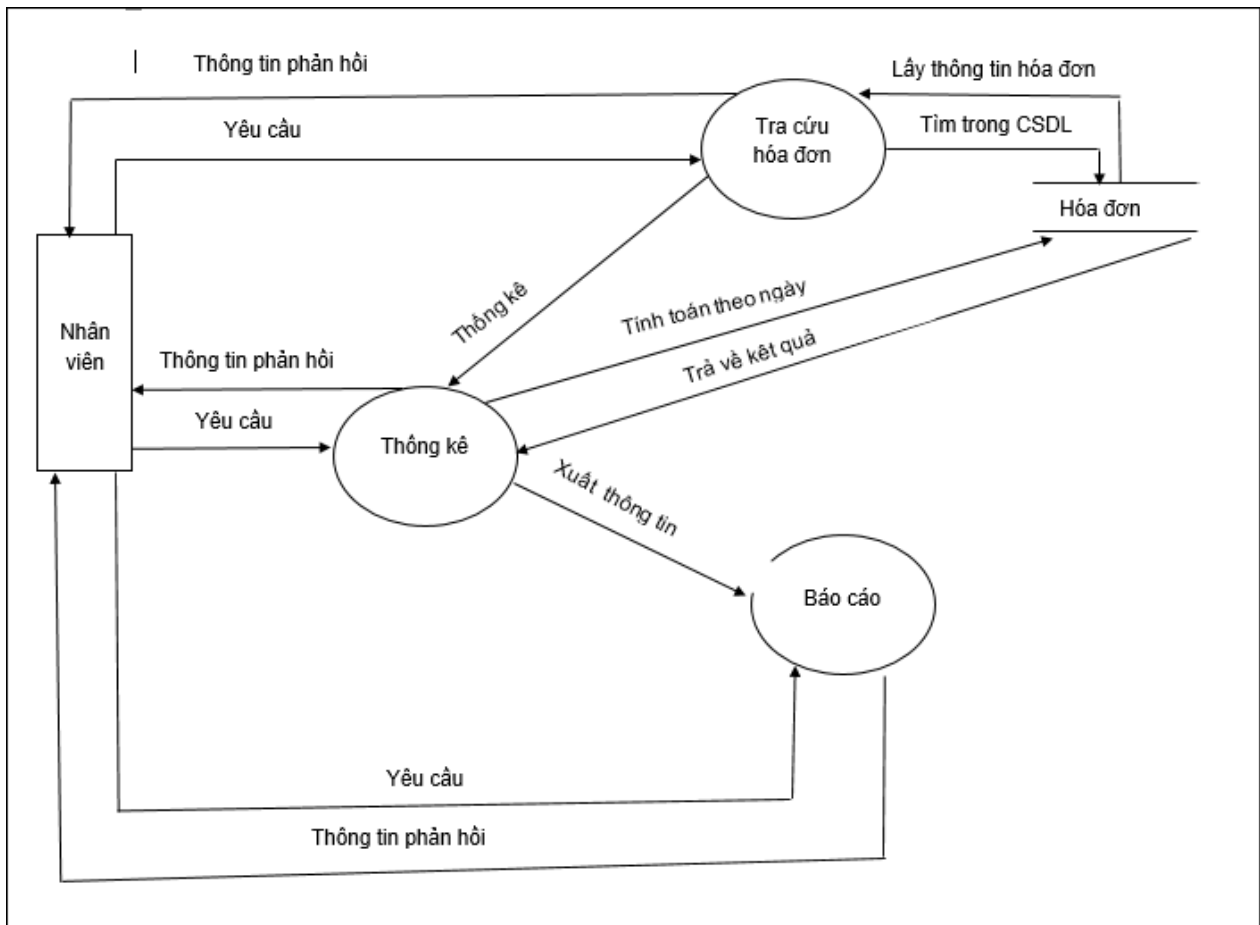 Thông tin phản hồi
Lấy thông tin hóa đơn
Yêu cầu
Tra cứu
hóa đơn
Tìm trong CSDL
Hóa đơn
Thống kê
Tính toán theo ngày
Trả về kết quả
Nhân
viên
Thông tin phản hồi
Yêu cầu
Thống kê
Xuất thông tin
Báo cáo
Yêu cầu
Thông tin phản hồi